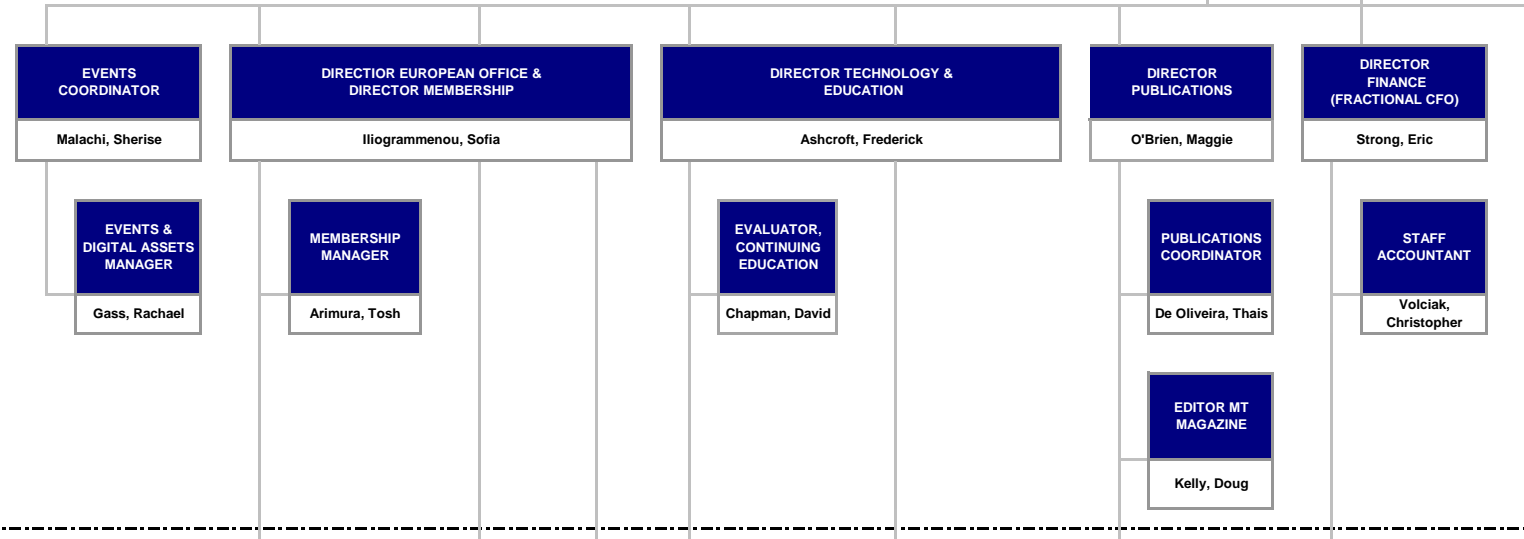 EVENTS
COORDINATOR
Malachi, Sherise
DIRECTIOR EUROPEAN OFFICE &
DIRECTOR MEMBERSHIP
Iliogrammenou, Sofia
DIRECTOR TECHNOLOGY &
EDUCATION
Ashcroft, Frederick
DIRECTOR
PUBLICATIONS
O'Brien, Maggie
DIRECTOR
FINANCE
(FRACTIONAL CFO)
Strong, Eric
EVENTS &
DIGITAL ASSETS
MANAGER
Gass, Rachael
MEMBERSHIP
MANAGER
Arimura, Tosh
EVALUATOR,
CONTINUING
EDUCATION
Chapman, David
PUBLICATIONS
COORDINATOR
De Oliveira, Thais
STAFF
ACCOUNTANT
Volciak,
Christopher
EDITOR MT
MAGAZINE
Kelly, Doug